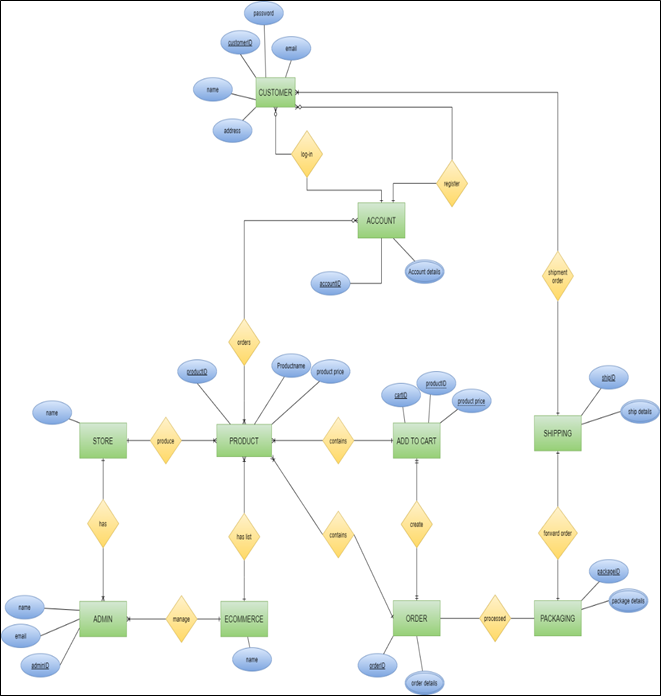 password
customerID
email
name
CUSTOMER
address
log-in
register
ACCOUNT
Account details
accountID
shipment
order
orders
productID
Productname
product price
cartID
productID
product price
shipID
ship details
name
STORE
produce
PRODUCT
contains
ADD TO CART
SHIPPING
has
has list
contains
create
forward order
packageID
package details
name
email
adminID
ADMIN
manage
ECOMMERCE
name
ORDER
processed
PACKAGING
orderID
order details